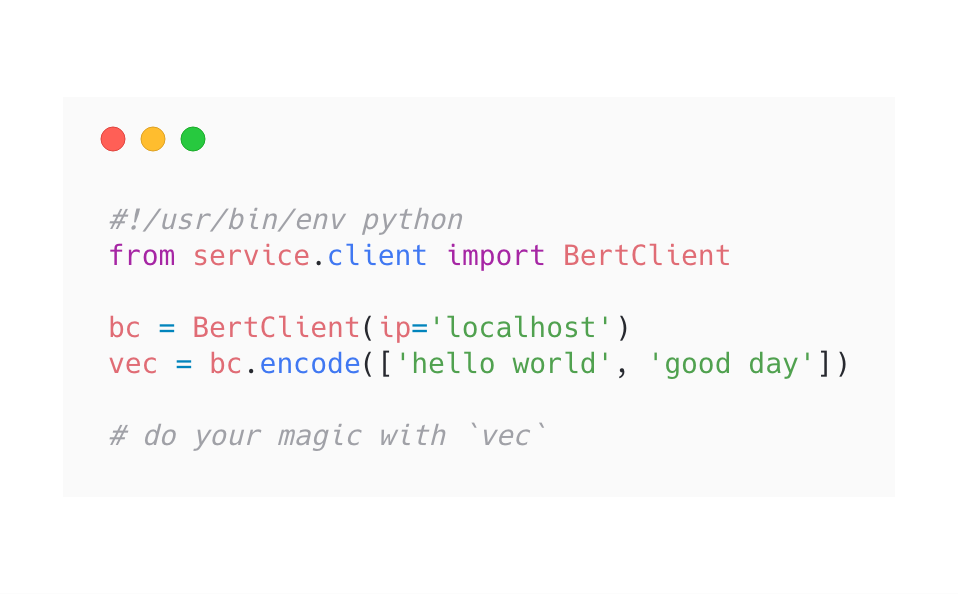 #!/usr/bin/env python
from service.client import BertClient
bc = BertClient(ip='localhost')
vec = bc.encode(['hello world', 'good day'])
# do your magic with `vec`